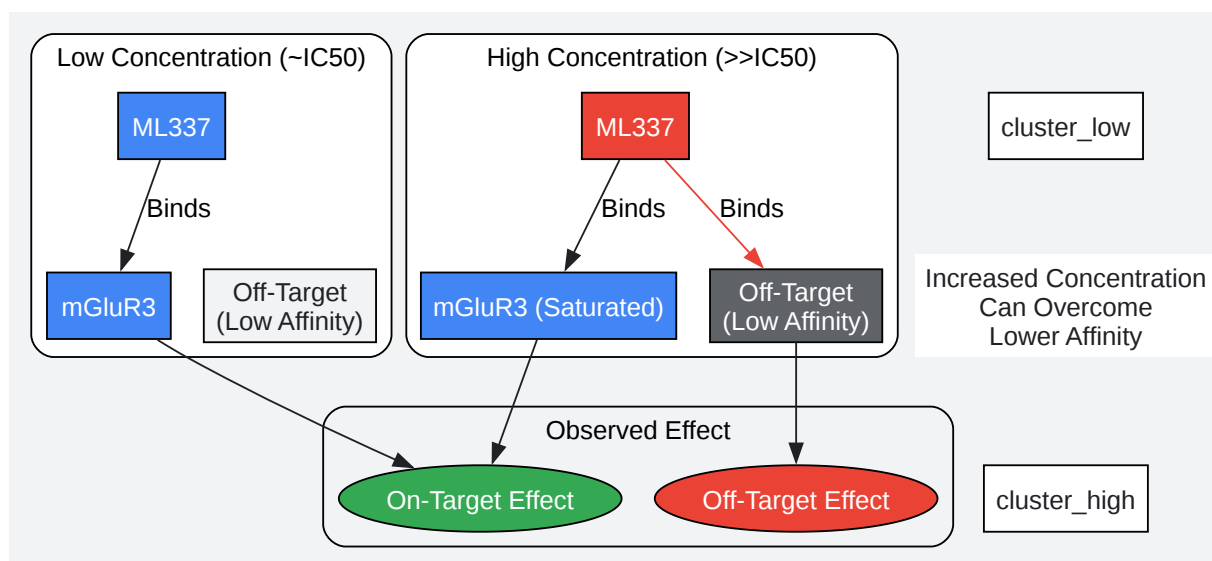 Low Concentration (~IC50)
High Concentration (>>IC50)
ML337
ML337
cluster_low
Binds
Binds
Binds
mGluR3
Off-Target
(Low Affinity)
mGluR3 (Saturated)
Off-Target
(Low Affinity)
Increased Concentration
Can Overcome
Lower Affinity
Observed Effect
On-Target Effect
Off-Target Effect
cluster_high